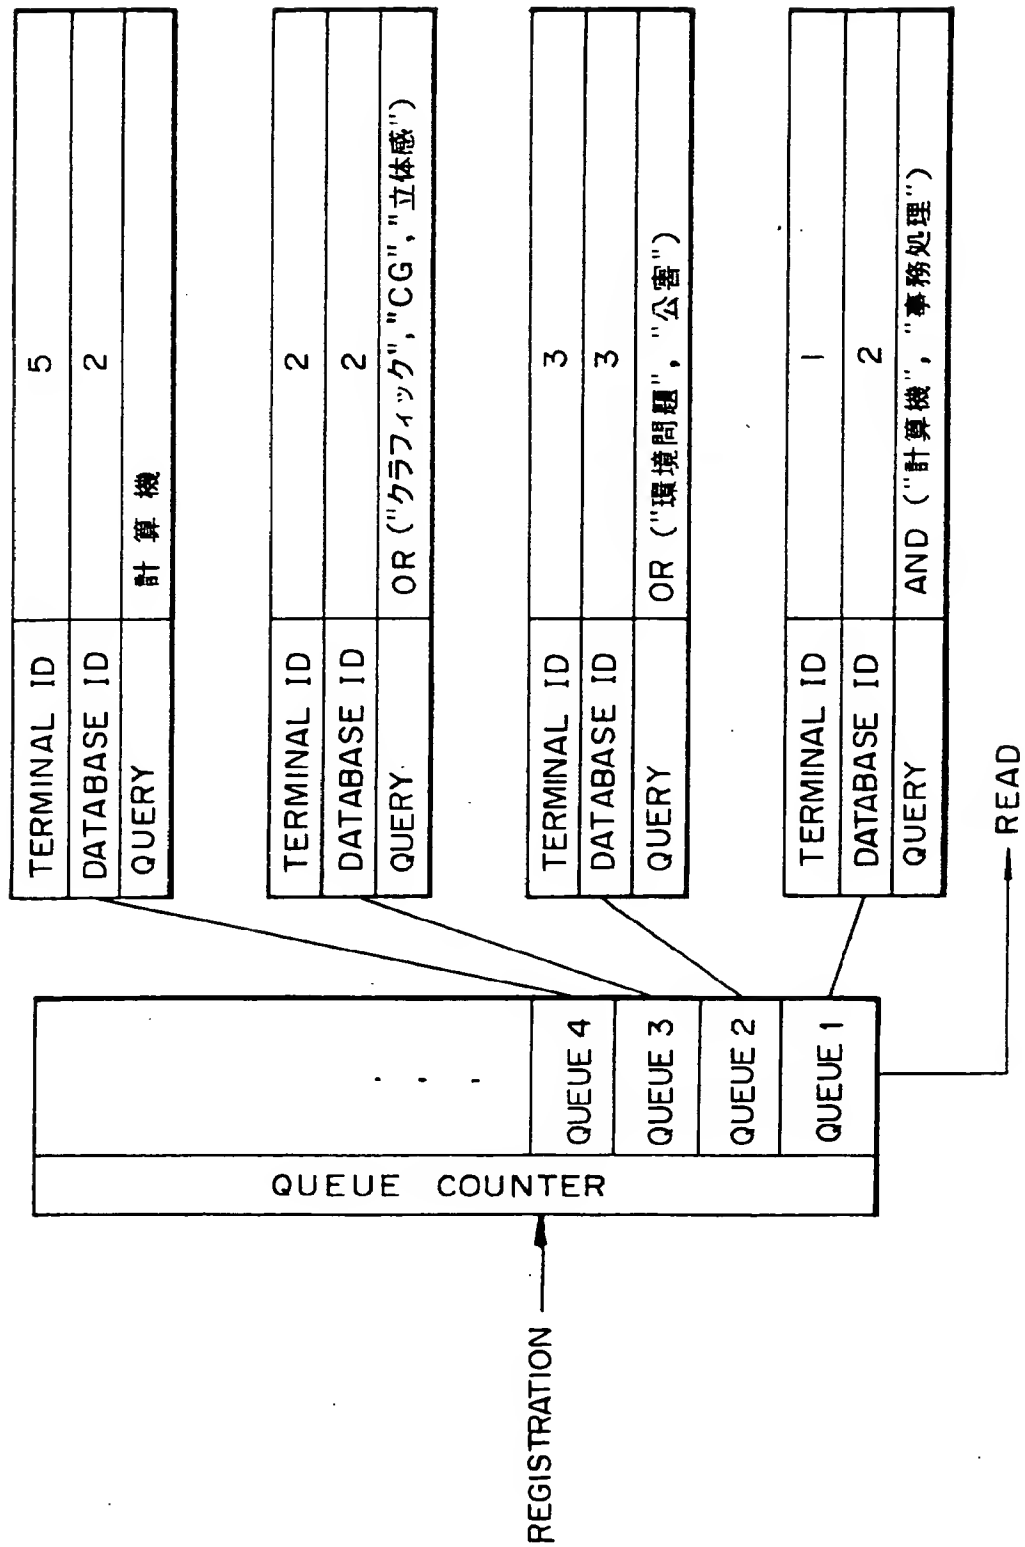 TERMINAL ID 5
DATABASE ID 2
QUERY 計算機
TERMINAL ID 2
DATABASE ID 2
QUERY OR ("クラフィック", "CG", "立体感")
TERMINAL ID 3
DATABASE ID 3
QUERY OR ("環境問題", "公害")
TERMINAL ID 1
DATABASE ID 2
QUERY AND ("計算機", "事務処理")
QUEUE 4
QUEUE 3
QUEUE 2
QUEUE 1
QUEUE COUNTER
REGISTRATION
READ